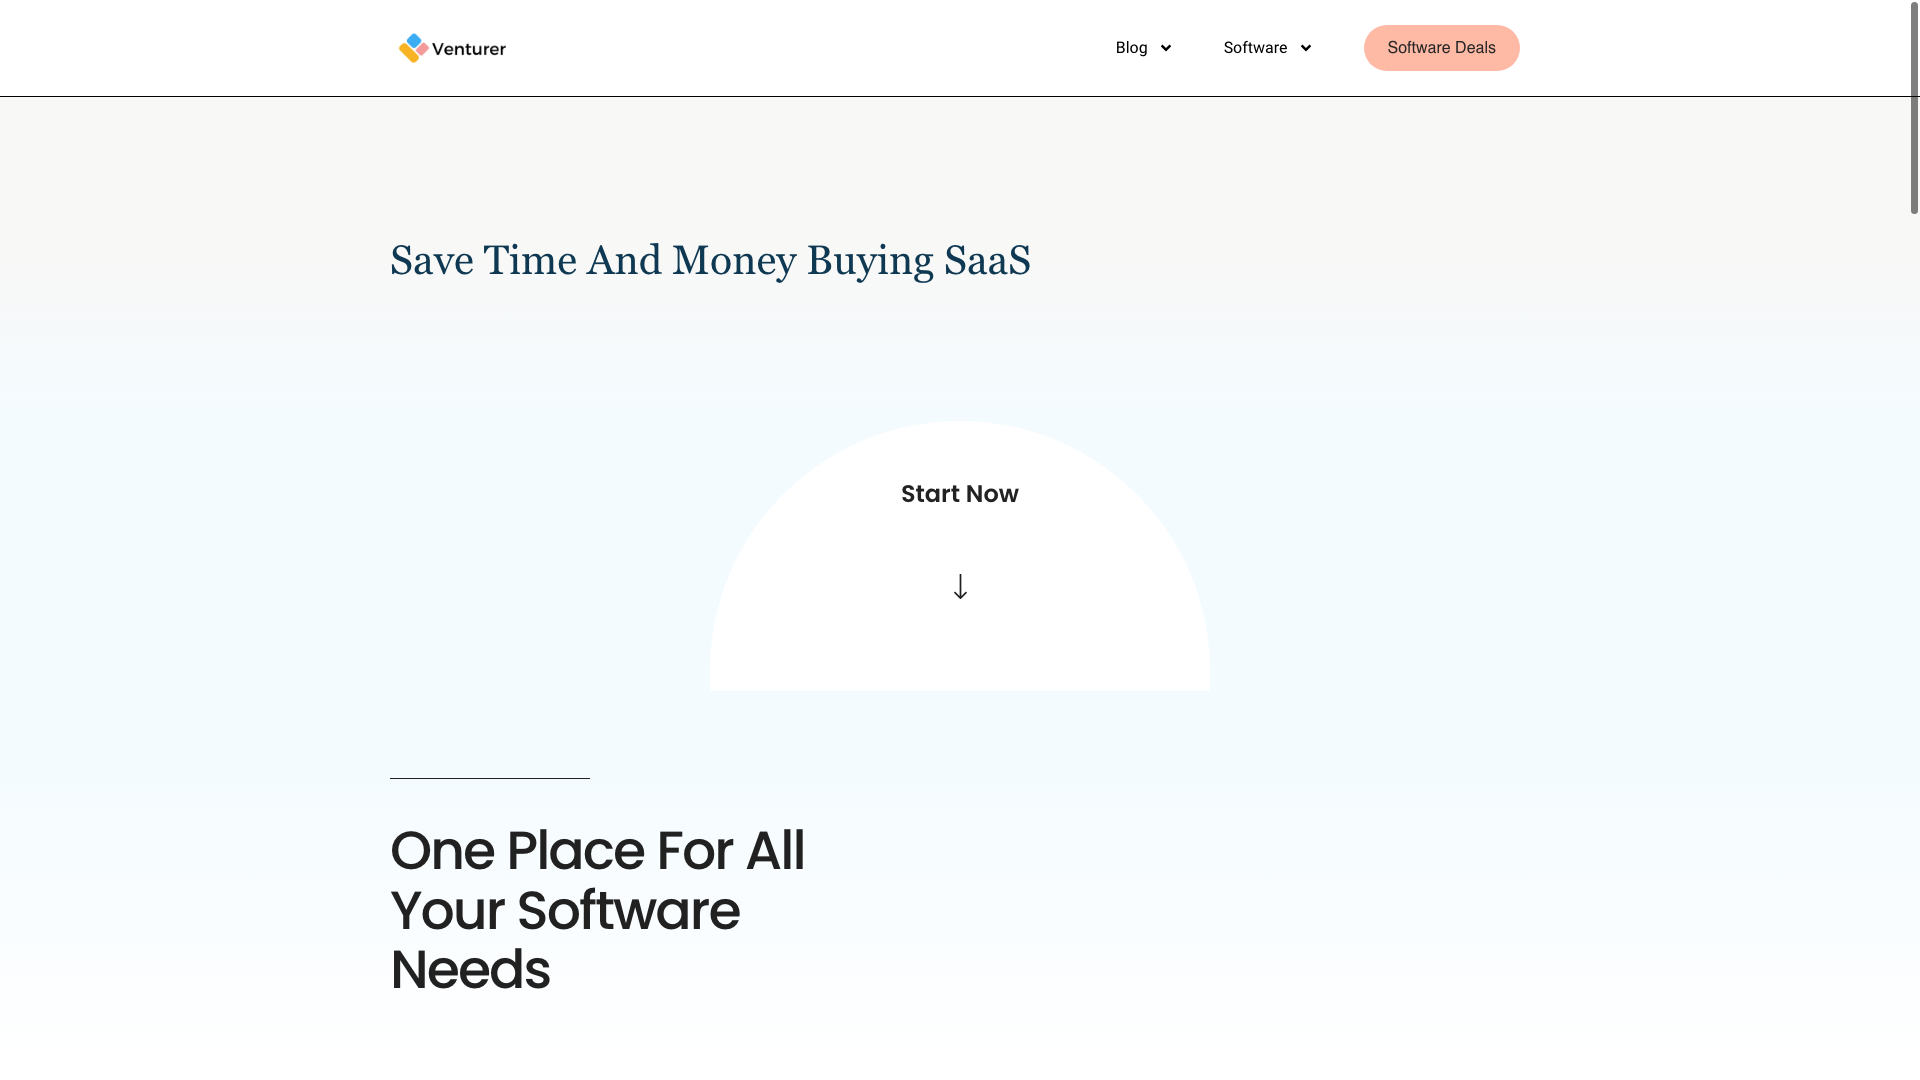 Venturer
Blog
Software
Software Deals
Save Time And Money Buying SaaS
Start Now
One Place For All
Your Software
Needs